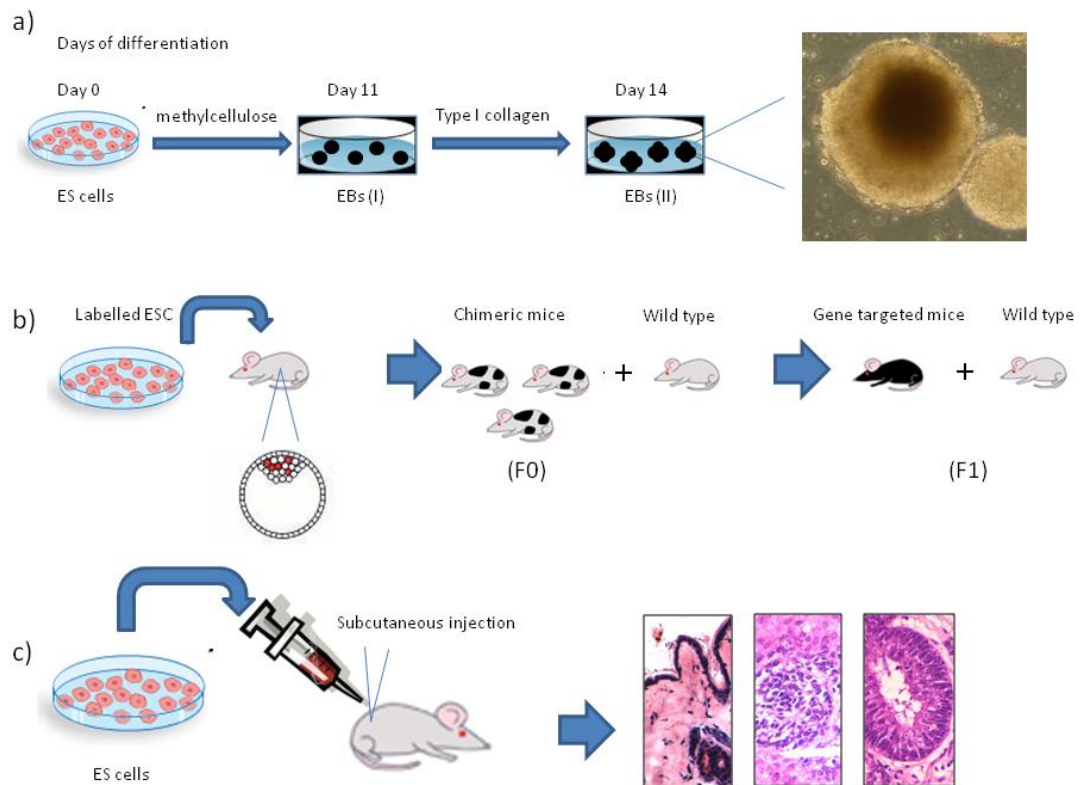 a)
Days of differentiation
Day 0
Day 11
Day 14
methylcellulose
Type I collagen
ES cells
EBs (I)
EBs (II)
b)
Labelled ESC
Chimeric mice
Wild type
Gene targeted mice
Wild type
+
+
(F0)
(F1)
c)
Subcutaneous injection
ES cells